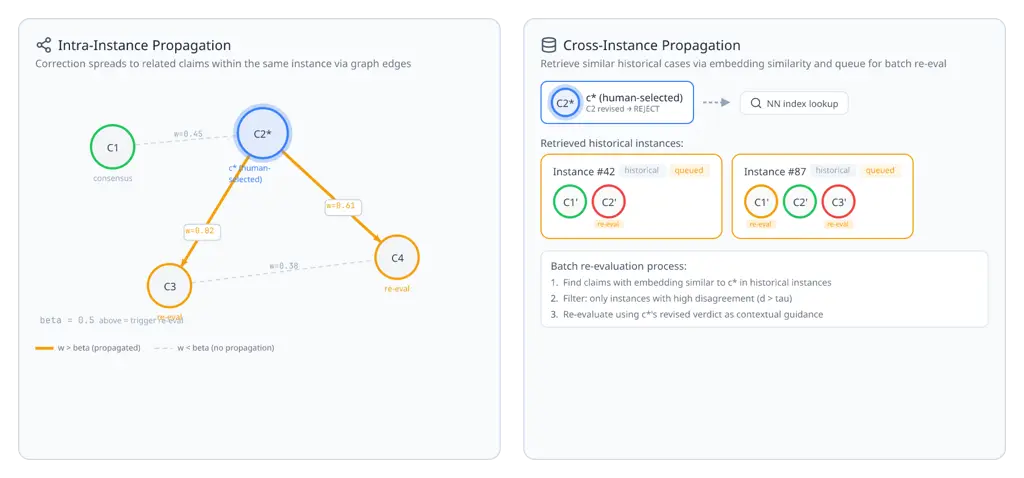 Intra-Instance Propagation
Correction spreads to related claims within the same instance via graph edges
C1
consensus
w=0.45
C2*
c* (human-
selected)
w=0.82
w=0.61
C3
re-eval
w=0.30
C4
re-eval
beta = 0.5 above = trigger re-eval
w > beta (propagated)
w < beta (no propagation)
Cross-Instance Propagation
Retrieve similar historical cases via embedding similarity and queue for batch re-eval
C2*
c* (human-selected)
C2 revised → REJECT
NN index lookup
Retrieved historical instances:
Instance #42 historical queued
C1' C2'
re-eval
Instance #87 historical queued
C1' C2' C3'
re-eval re-eval
Batch re-evaluation process:
1. Find claims with embedding similar to c* in historical instances
2. Filter: only instances with high disagreement (d > tau)
3. Re-evaluate using c*'s revised verdict as contextual guidance